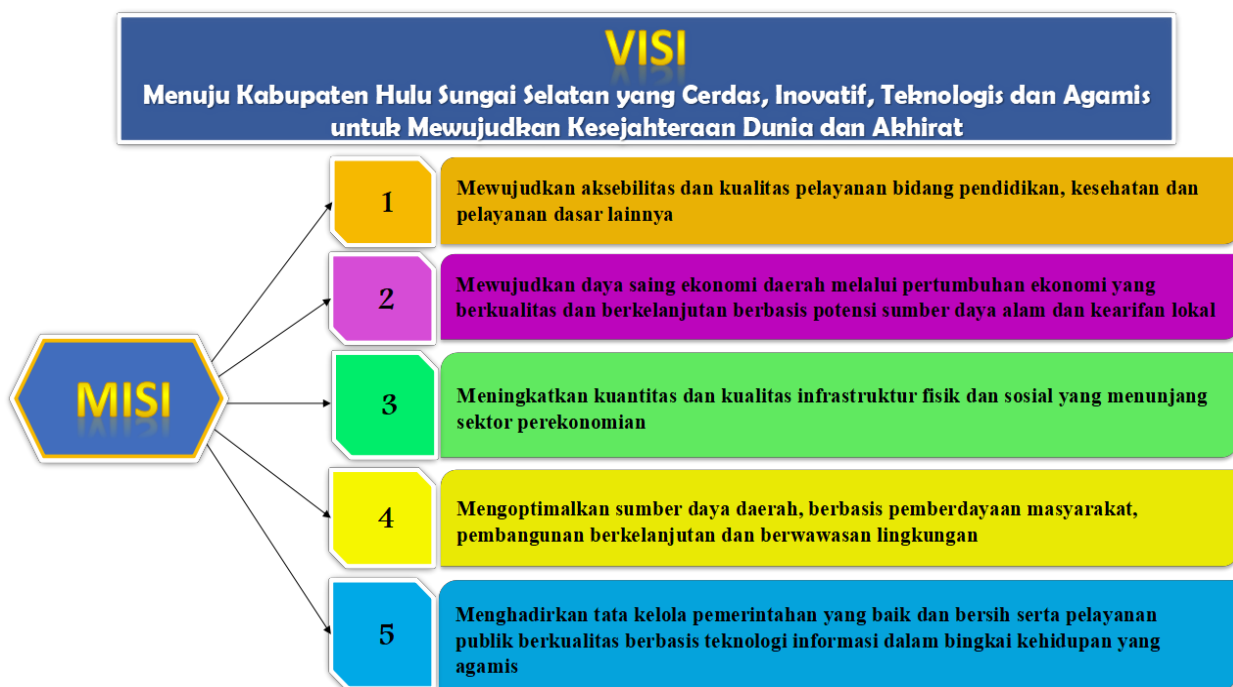 VISI
Menuju Kabupaten Hulu Sungai Selatan yang Cerdas, Inovatif, Teknologis dan Agamis
untuk Mewujudkan Kesejahteraan Dunia dan Akhirat
MISI
1
Mewujudkan aksebilitas dan kualitas pelayanan bidang pendidikan, kesehatan dan
pelayanan dasar lainnya
2
Mewujudkan daya saing ekonomi daerah melalui pertumbuhan ekonomi yang
berkualitas dan berkelanjutan berbasis potensi sumber daya alam dan kearifan lokal
3
Meningkatkan kuantitas dan kualitas infrastruktur fisik dan sosial yang menunjang
sektor perekonomian
4
Mengoptimalkan sumber daya daerah, berbasis pemberdayaan masyarakat,
pembangunan berkelanjutan dan berwawasan lingkungan
5
Menghadirkan tata kelola pemerintahan yang baik dan bersih serta pelayanan
publik berkualitas berbasis teknologi informasi dalam bingkai kehidupan yang
agamis